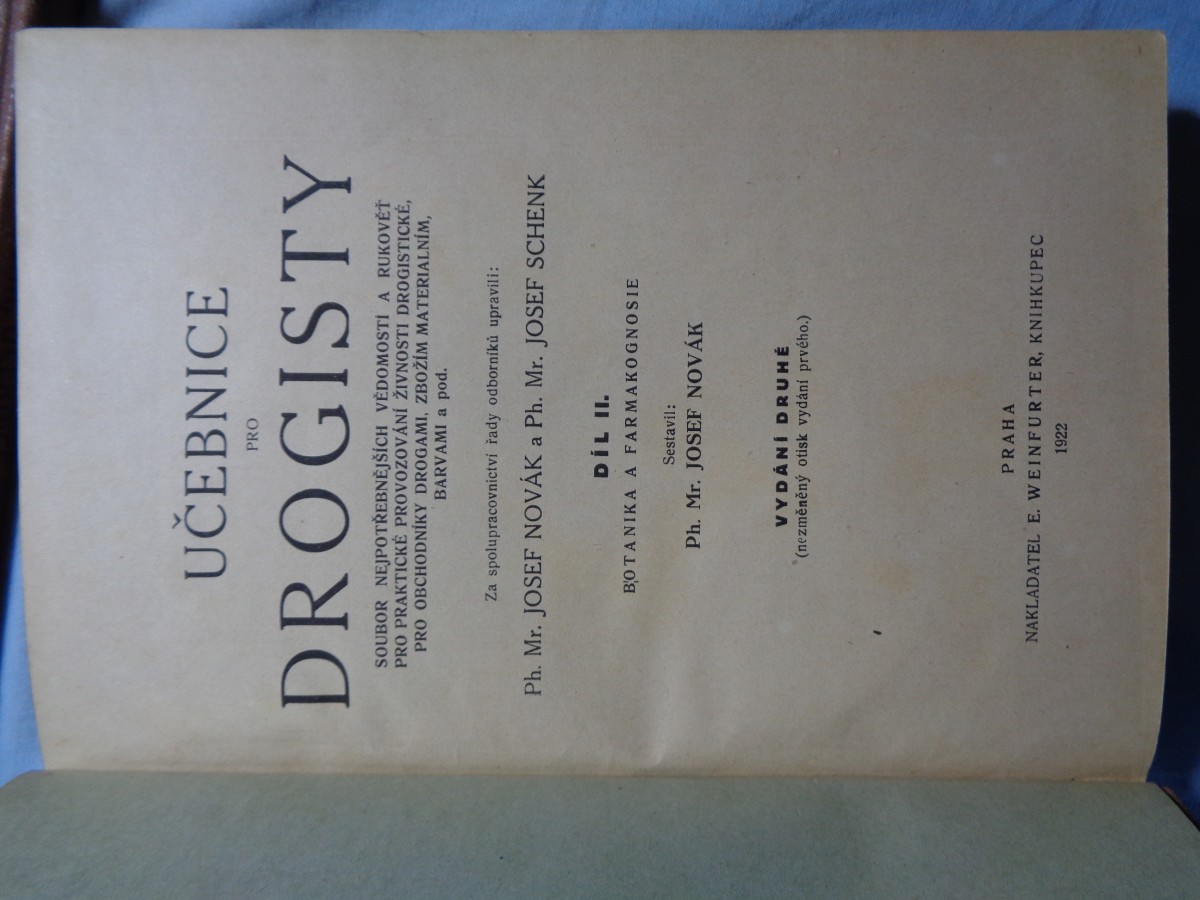 UČEBNICE
PRO
DROGISTY
SOUBOR NEJPOTŘEBNĚJŠÍCH VĚDOMOSTÍ A RUKOVĚŤ
PRO PRAKTICKÉ PROVOZOVÁNÍ ŽIVNOSTI DROGISTICKÉ,
PRO OBCHODNÍKY DROGAMI, ZBOŽÍM MATERIALNÍM,
BARVAMI a pod.
Za spolupracovnictví řady odborníků upravili:
Ph. Mr. JOSEF NOVÁK a Ph. Mr. JOSEF SCHENK
DÍL II.
BOTANIKA A FARMAKOGNOSIE
Sestavil:
Ph. Mr. JOSEF NOVÁK
VYDÁNÍ DRUHÉ
(nezměněný otisk vydání prvého.)
PRAHA
NAKLADATEL E. WEINFURTER, KNIHKUPEC
1922